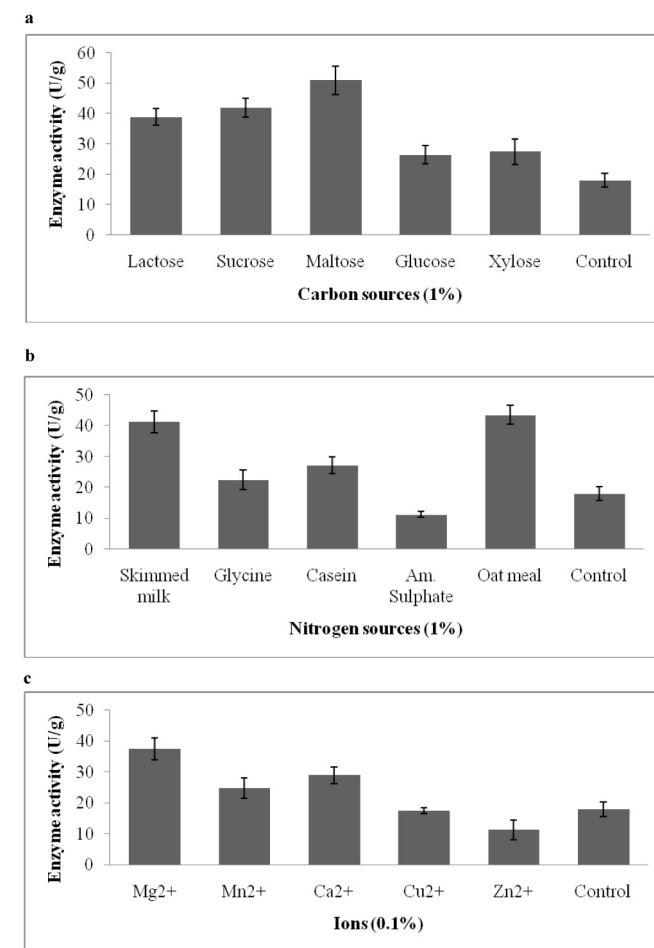 a
Enzyme activity (U/g)
60
50
40
30
20
10
0
Lactose Sucrose Maltose Glucose Xylose Control
Carbon sources (1%)
b
Enzyme activity (U/g)
50
40
30
20
10
0
Skimmed Glycine Casein Am. Oat meal Control
milk Sulphate
Nitrogen sources (1%)
c
Enzyme activity (U/g)
50
40
30
20
10
0
Mg2+ Mn2+ Ca2+ Cu2+ Zn2+ Control
Ions (0.1%)